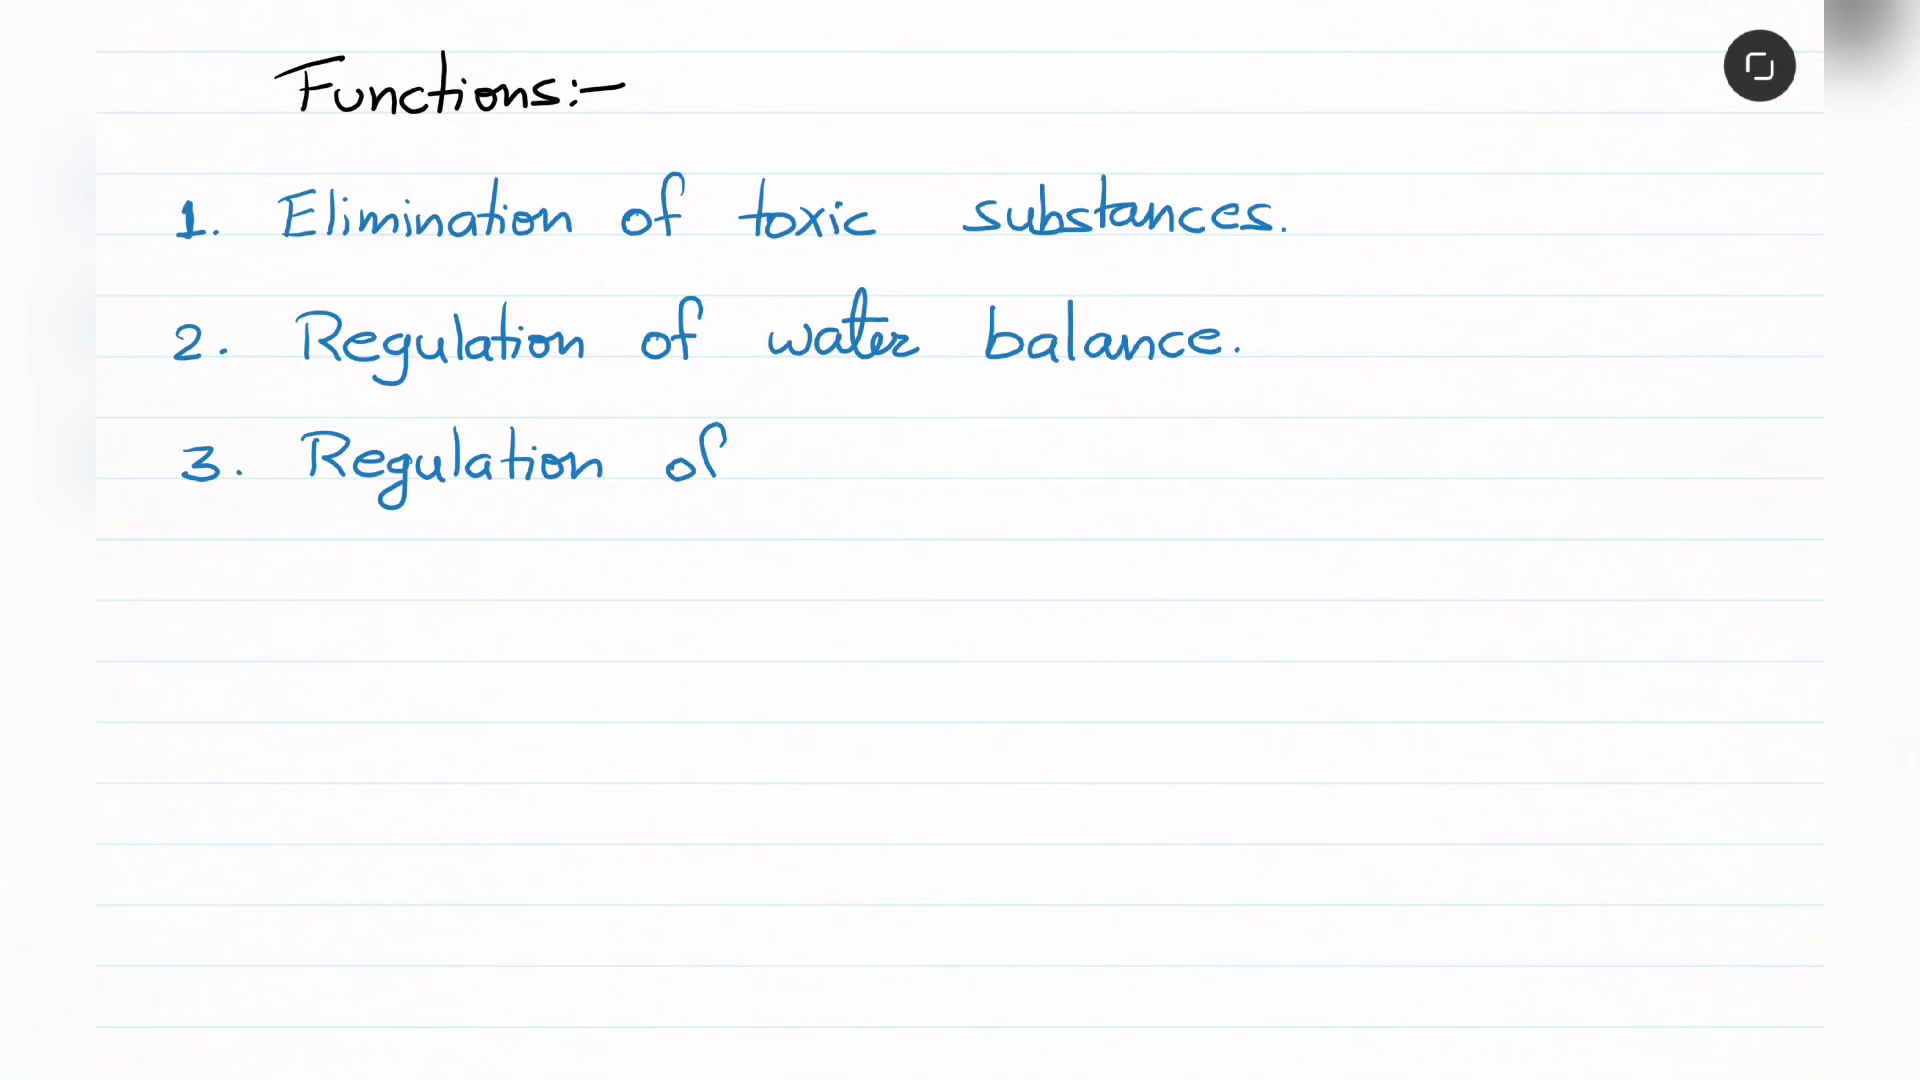 Functions:-
1. Elimination of toxic substances.
2. Regulation of water balance.
3. Regulation of